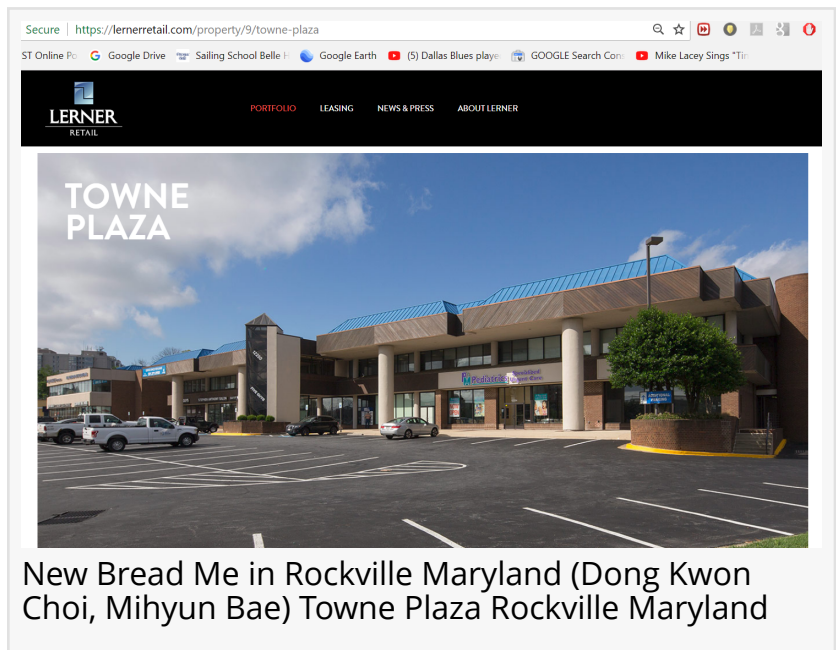 Secure | https://lernerretail.com/property/9/towne-plaza
ST Online Po G Google Drive Sailing School Belle H Google Earth (5) Dallas Blues playe GOOGLE Search Cons Mike Lacey Sings "Tin
LERNER
RETAIL
PORTFOLIO LEASING NEWS & PRESS ABOUT LERNER
TOWNE
PLAZA
Pediatric
New Bread Me in Rockville Maryland (Dong Kwon
Choi, Mihyun Bae) Towne Plaza Rockville Maryland